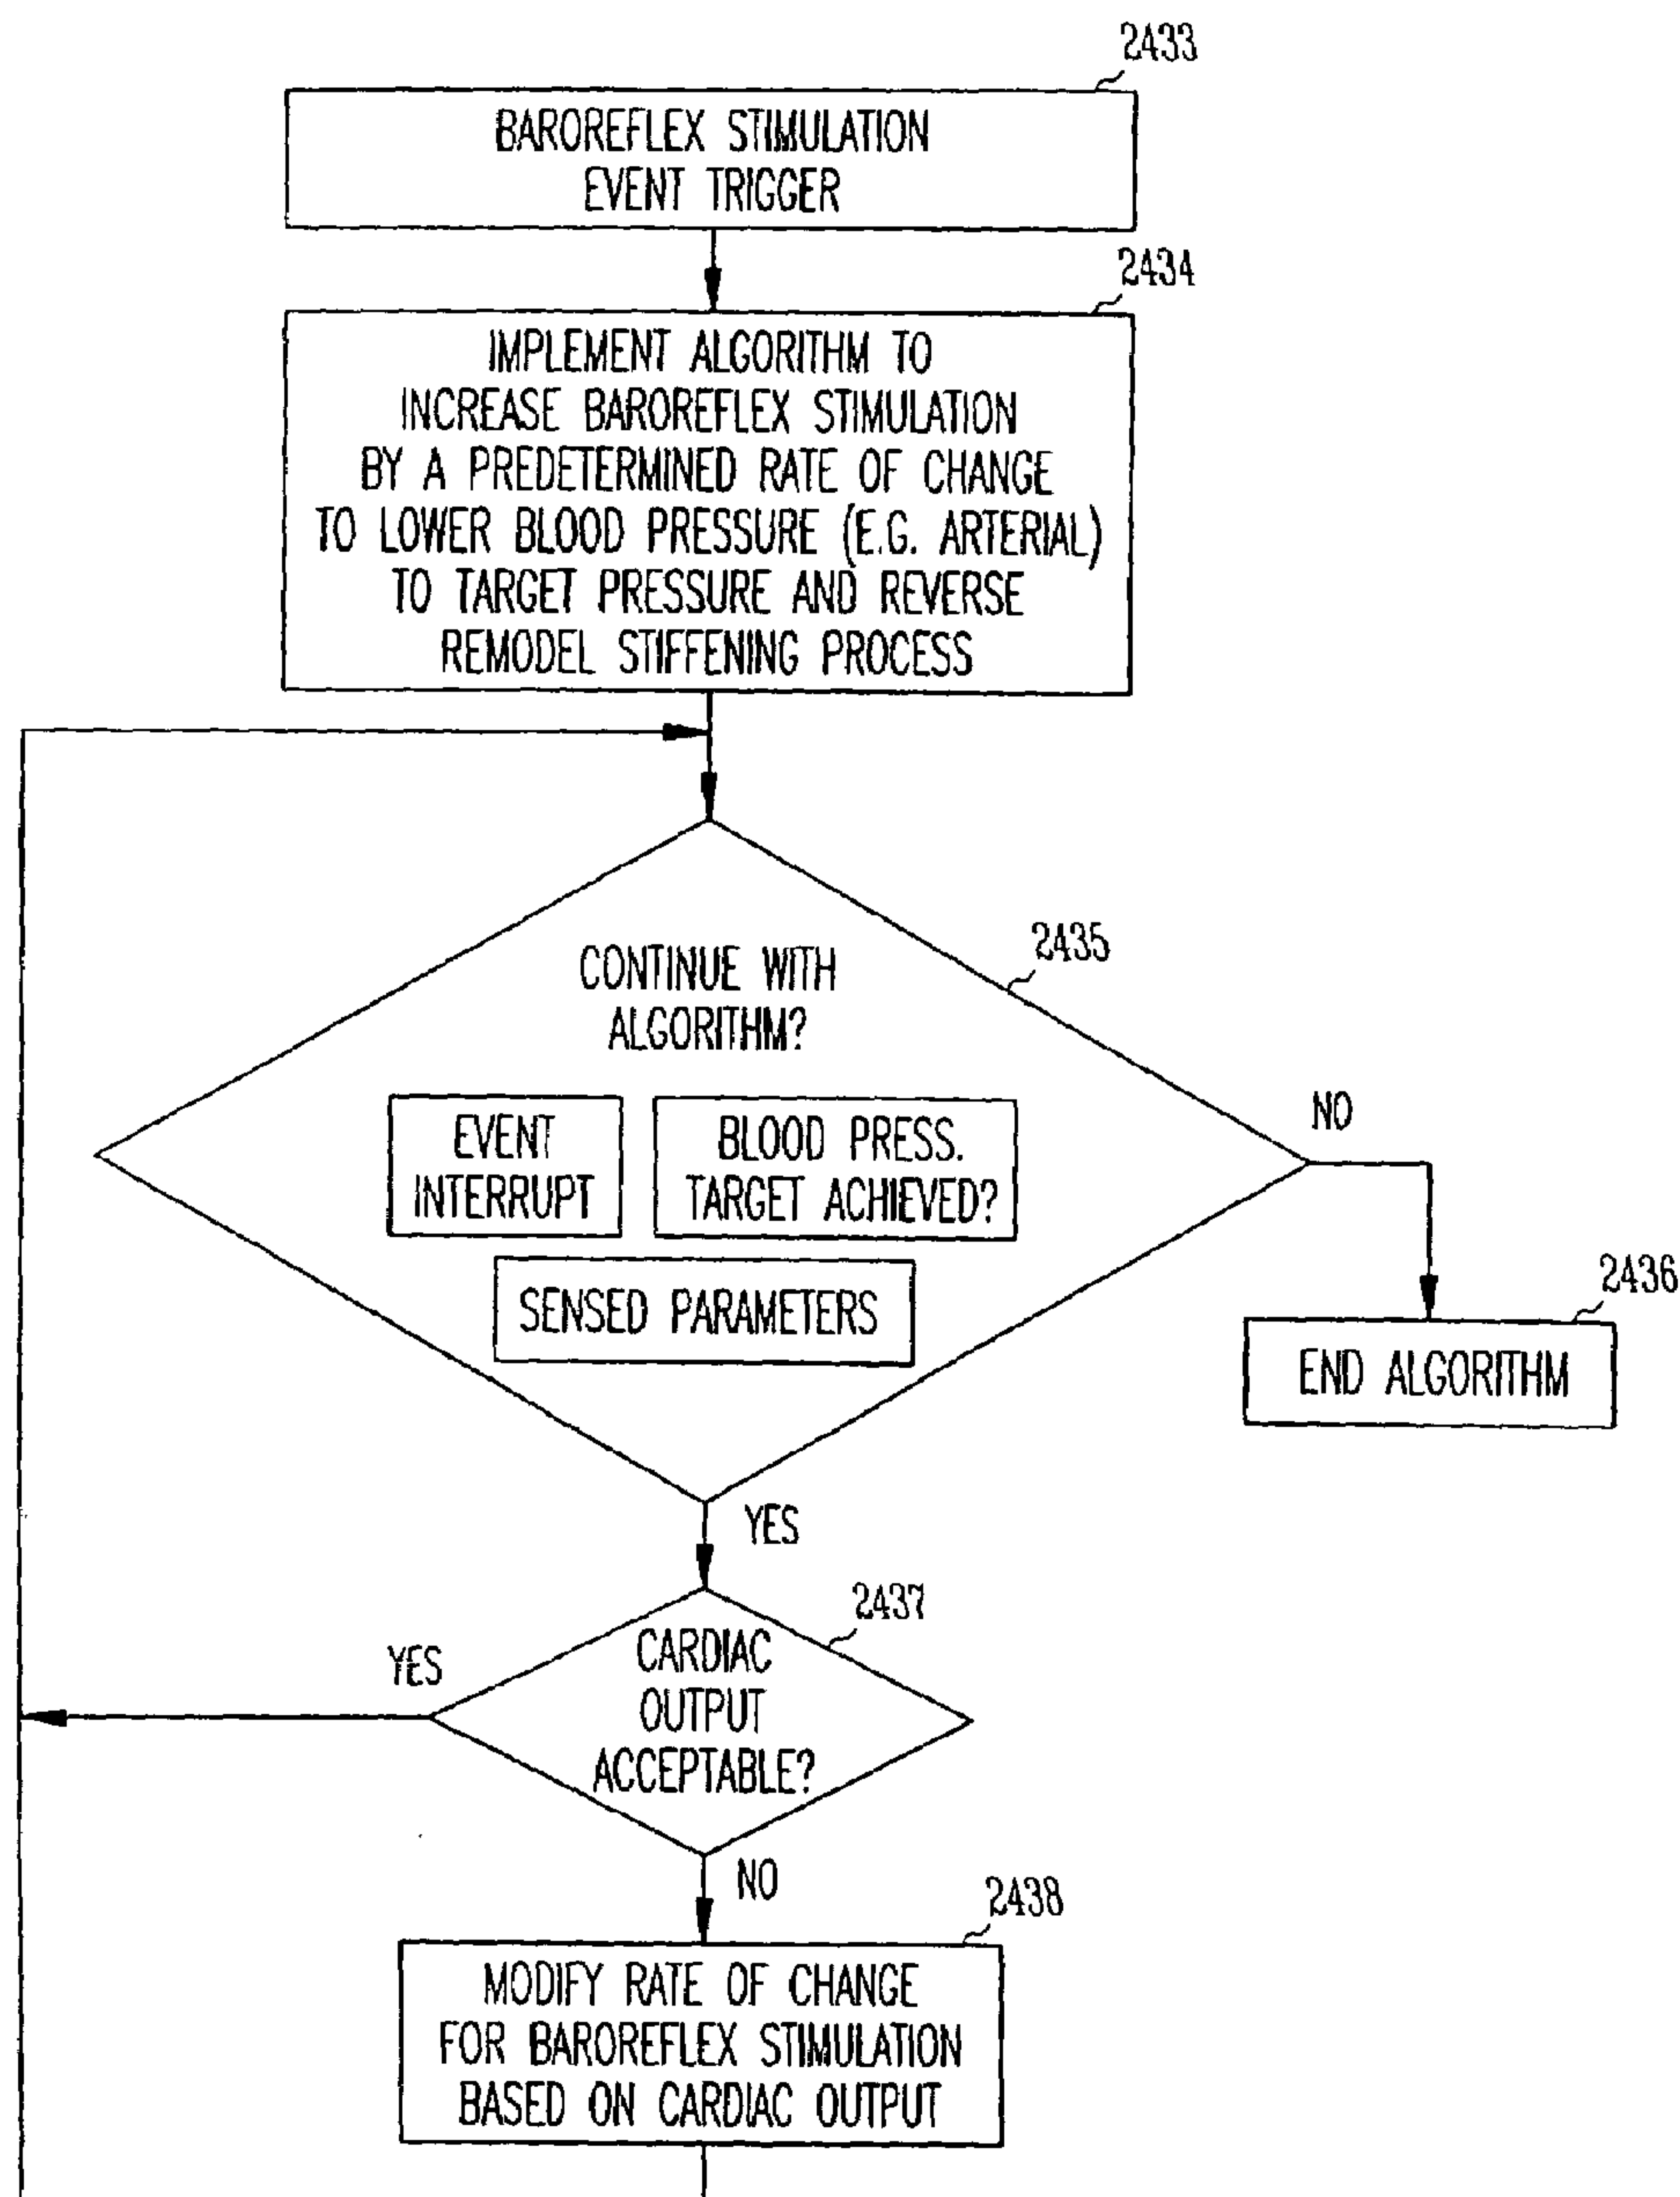 2433
BAROREFLEX STIMULATION
EVENT TRIGGER
2434
IMPLEMENT ALGORITHM TO
INCREASE BAROREFLEX STIMULATION
BY A PREDETERMINED RATE OF CHANGE
TO LOWER BLOOD PRESSURE (E.G. ARTERIAL)
TO TARGET PRESSURE AND REVERSE
REMODEL STIFFENING PROCESS
2435
CONTINUE WITH
ALGORITHM?
EVENT
INTERRUPT
BLOOD PRESS.
TARGET ACHIEVED?
SENSED PARAMETERS
NO
2436
END ALGORITHM
YES
2437
CARDIAC
OUTPUT
ACCEPTABLE?
YES
NO
2438
MODIFY RATE OF CHANGE
FOR BAROREFLEX STIMULATION
BASED ON CARDIAC OUTPUT